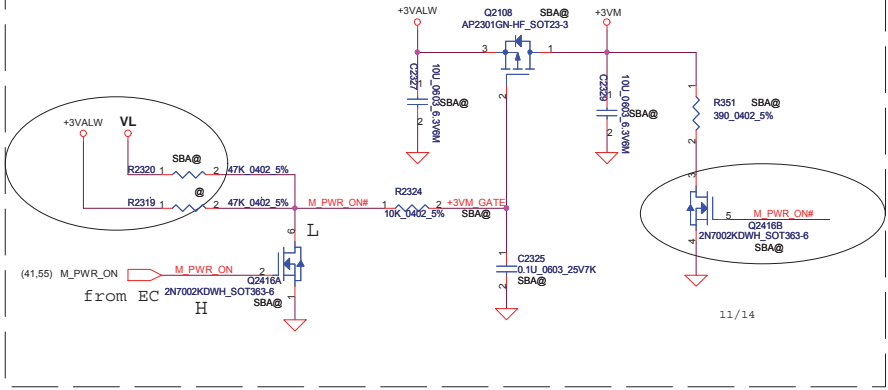 +3VALW
Q2108
SBA@
AP2301GN-HF_SOT23-3
+3VM
3
1
2
C2327
1
2
10U_0603_6.3V6M
SBA@
C2329
1
2
10U_0603_6.3V6M
SBA@
1
R351
SBA@
390_0402_5%
2
+3VALW
VL
SBA@
R2320
1
2
47K_0402_5%
@
R2319
1
2
47K_0402_5%
M_PWR_ON#
1
R2324
2
10K_0402_5%
+3VM_GATE
SBA@
L
6
(41,55)
M_PWR_ON
M_PWR_ON
2
Q2416A
2N7002KDWH_SOT363-6
SBA@
1
from EC
H
1
C2325
0.1U_0603_25V7K
SBA@
2
3
5
M_PWR_ON#
Q2416B
2N7002KDWH_SOT363-6
SBA@
4
11/14